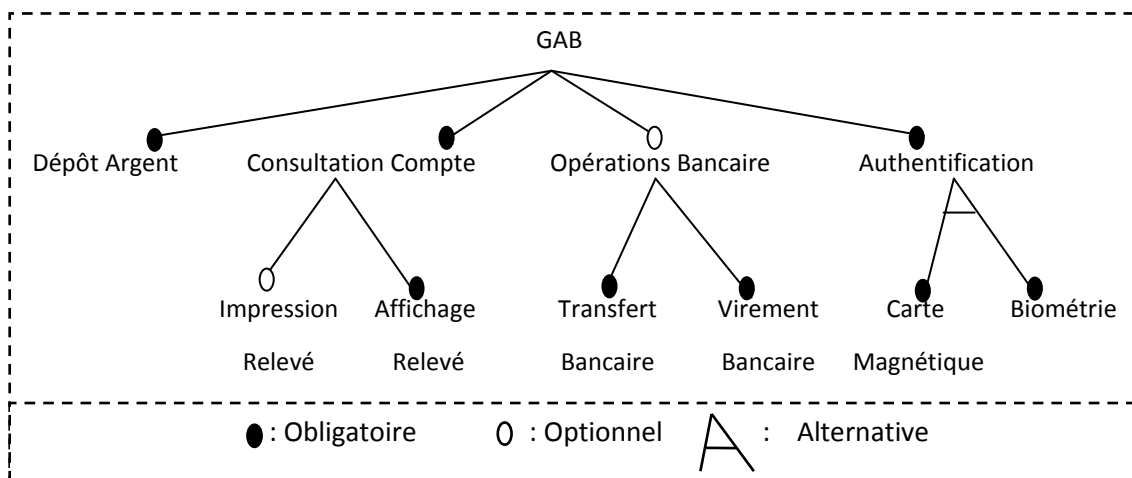 GAB
Dépôt Argent Consultation Compte Opérations Bancaire Authentification
Impression Affichage Transfert Virement Carte Biométrie
Relevé Relevé Bancaire Bancaire Magnétique
: Obligatoire : Optionnel : Alternative